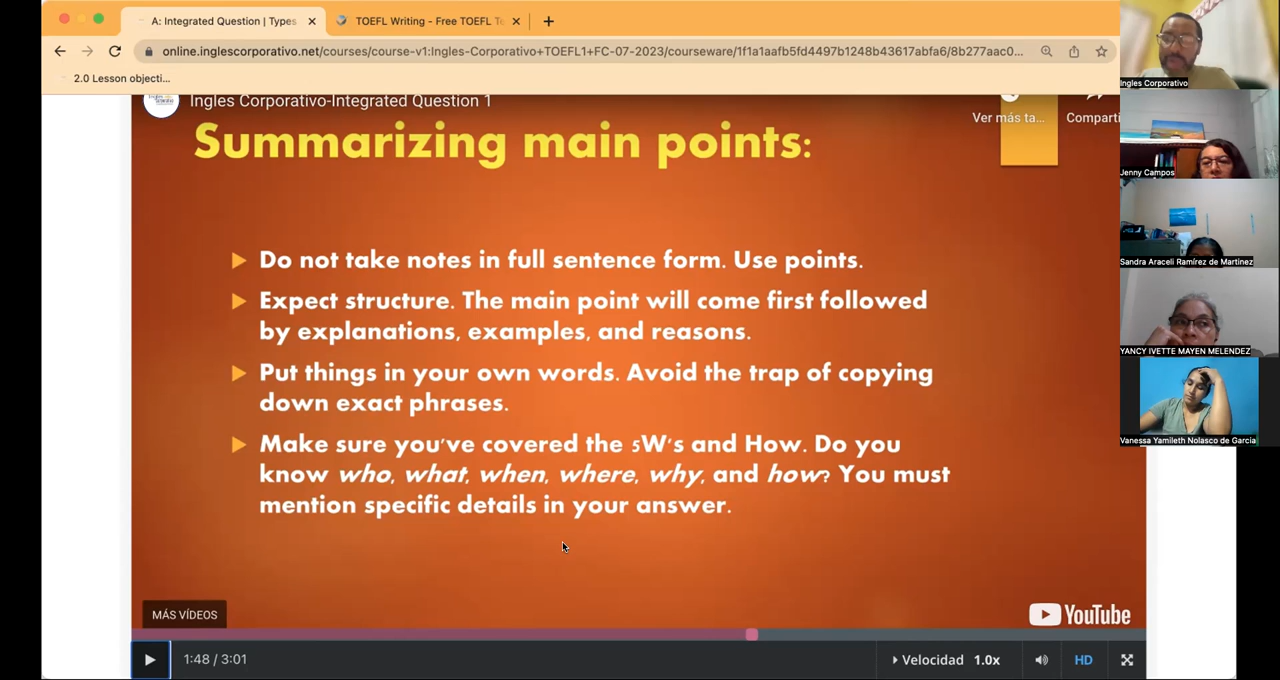 A: Integrated Question | Types
TOEFL Writing - Free TOEFL Te
online.inglescorporativo.net/courses/course-v1:Ingles-Corporativo+TOEFL1+FC-07-2023/courseware/1f1a1aafb5fd4497b1248b43617abfa6/8b277aac0...
2.0 Lesson objecti...
Ingles Corporativo-Integrated Question 1
Ver más ta...
Comparti
Summarizing main points:
Do not take notes in full sentence form. Use points.
Expect structure. The main point will come first followed
by explanations, examples, and reasons.
Put things in your own words. Avoid the trap of copying
down exact phrases.
Make sure you've covered the 5W's and How. Do you
know who, what, when, where, why, and how? You must
mention specific details in your answer.
MÁS VÍDEOS
YouTube
1:48 / 3:01
Velocidad 1.0x
HD
Ingles Corporativo
Jenny Campos
Sandra Araceli Ramírez de Martinez
YANCY IVETTE MAYEN MELENDEZ
Vanessa Yamileth Nolasco de Garcia